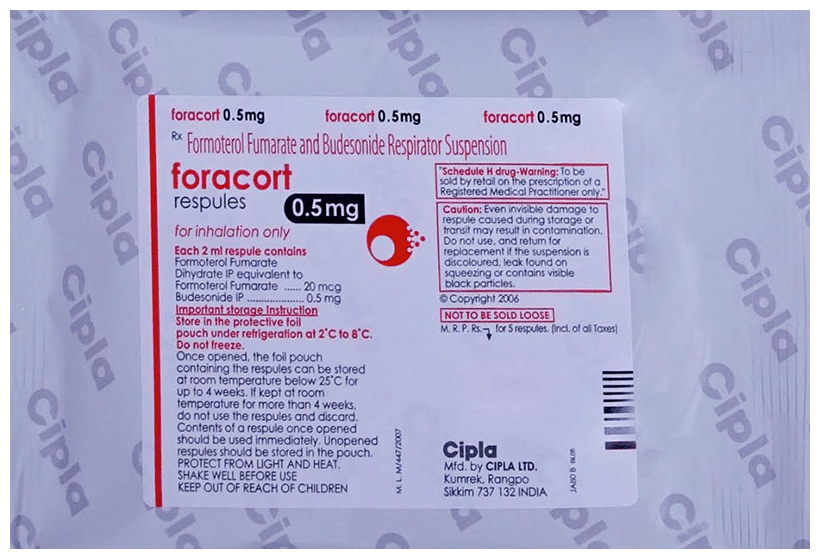 foracort 0.5mg foracort 0.5mg foracort 0.5mg
Rx Formoterol Fumarate and Budesonide Respirator Suspension
foracort
respules 0.5mg
for inhalation only
Each 2 ml respule contains
Formoterol Fumarate
Dihydrate IP equivalent to
Formoterol Fumarate ...... 20 mcg
Budesonide IP .................... 0.5 mg
Important storage Instruction
Store in the protective foil
pouch under refrigeration at 2°C to 8°C.
Do not freeze.
Once opened, the foil pouch
containing the respules can be stored
at room temperature below 25°C for
up to 4 weeks. If kept at room
temperature for more than 4 weeks,
do not use the respules and discard.
Contents of a respule once opened
should be used immediately. Unopened
respules should be stored in the pouch.
PROTECT FROM LIGHT AND HEAT.
SHAKE WELL BEFORE USE
KEEP OUT OF REACH OF CHILDREN
M. L. M/447/2007
"Schedule H drug-Warning: To be
sold by retail on the prescription of a
Registered Medical Practitioner only."
Caution: Even invisible damage to
respule caused during storage or
transit may result in contamination.
Do not use, and return for
replacement if the suspension is
discoloured, leak found on
squeezing or contains visible
black particles.
© Copyright 2006
NOT TO BE SOLD LOOSE
M. R. P. Rs. for 5 respules. (Incl. of all Taxes)
Cipla
Mfd. by CIPLA LTD.
Kumrek, Rangpo
Sikkim 737 132 INDIA
Cipla
Cipla
Cipla
Cipla
Cipla
Cipla
Cipla
Cipla
Cipla